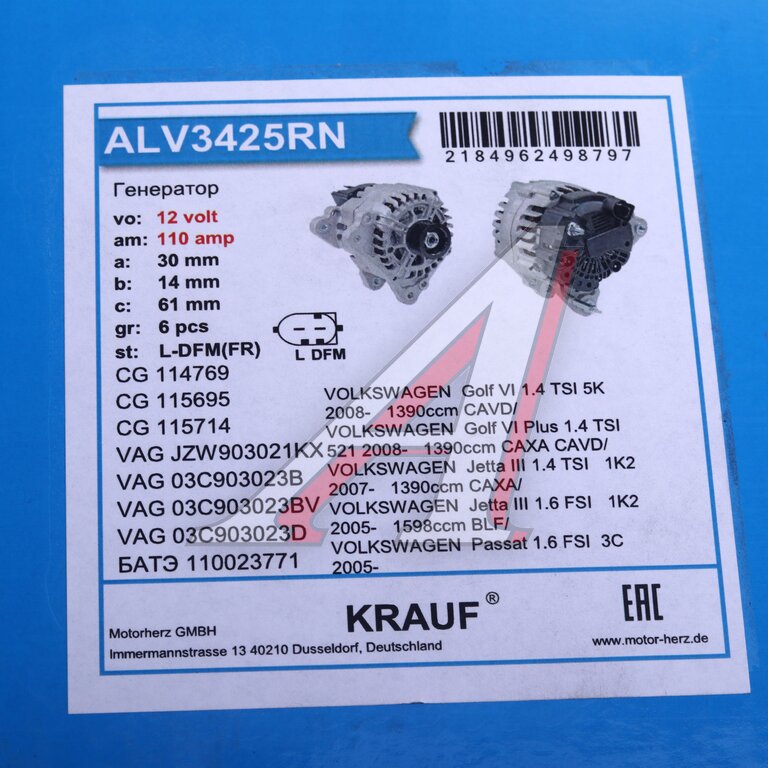 ALV3425RN
2184962498797
Генератор
vo: 12 volt
am: 110 amp
a: 30 mm
b: 14 mm
c: 61 mm
gr: 6 pcs
st: L-DFM(FR)
L DFM
CG 114769
CG 115695
CG 115714
VAG JZW903021KX
VAG 03C903023B
VAG 03C903023BV
VAG 03C903023D
БАТЭ 110023771
VOLKSWAGEN Golf VI 1.4 TSI 5K
2008- 1390ccm CAVD/
VOLKSWAGEN Golf VI Plus 1.4 TSI
521 2008- 1390ccm CAXA CAVD/
VOLKSWAGEN Jetta III 1.4 TSI 1K2
2007- 1390ccm CAXA/
VOLKSWAGEN Jetta III 1.6 FSI 1K2
2005- 1598ccm BLF/
VOLKSWAGEN Passat 1.6 FSI 3C
2005-
KRAUF ®
EAC
Motorherz GMBH
Immermannstrasse 13 40210 Dusseldorf, Deutschland
www.motor-herz.de